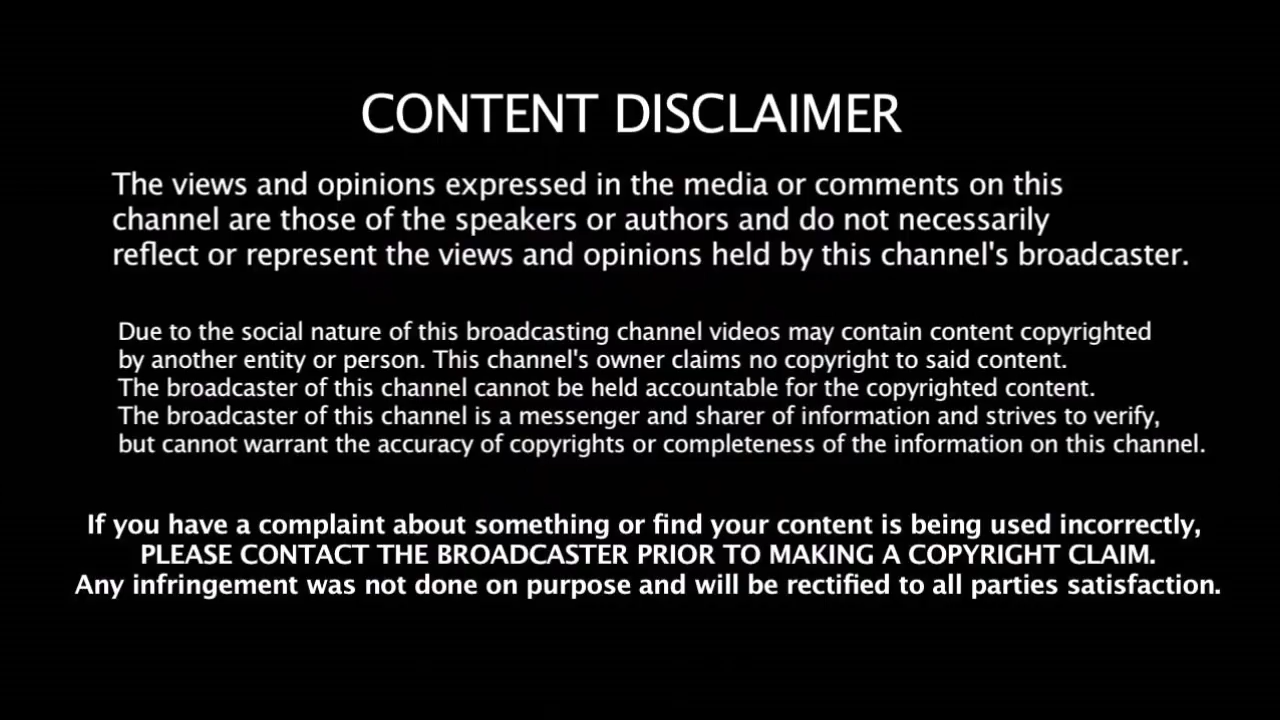 CONTENT DISCLAIMER
The views and opinions expressed in the media or comments on this
channel are those of the speakers or authors and do not necessarily
reflect or represent the views and opinions held by this channel's broadcaster.
Due to the social nature of this broadcasting channel videos may contain content copyrighted
by another entity or person. This channel's owner claims no copyright to said content.
The broadcaster of this channel cannot be held accountable for the copyrighted content.
The broadcaster of this channel is a messenger and sharer of information and strives to verify,
but cannot warrant the accuracy of copyrights or completeness of the information on this channel.
If you have a complaint about something or find your content is being used incorrectly,
PLEASE CONTACT THE BROADCASTER PRIOR TO MAKING A COPYRIGHT CLAIM.
Any infringement was not done on purpose and will be rectified to all parties satisfaction.